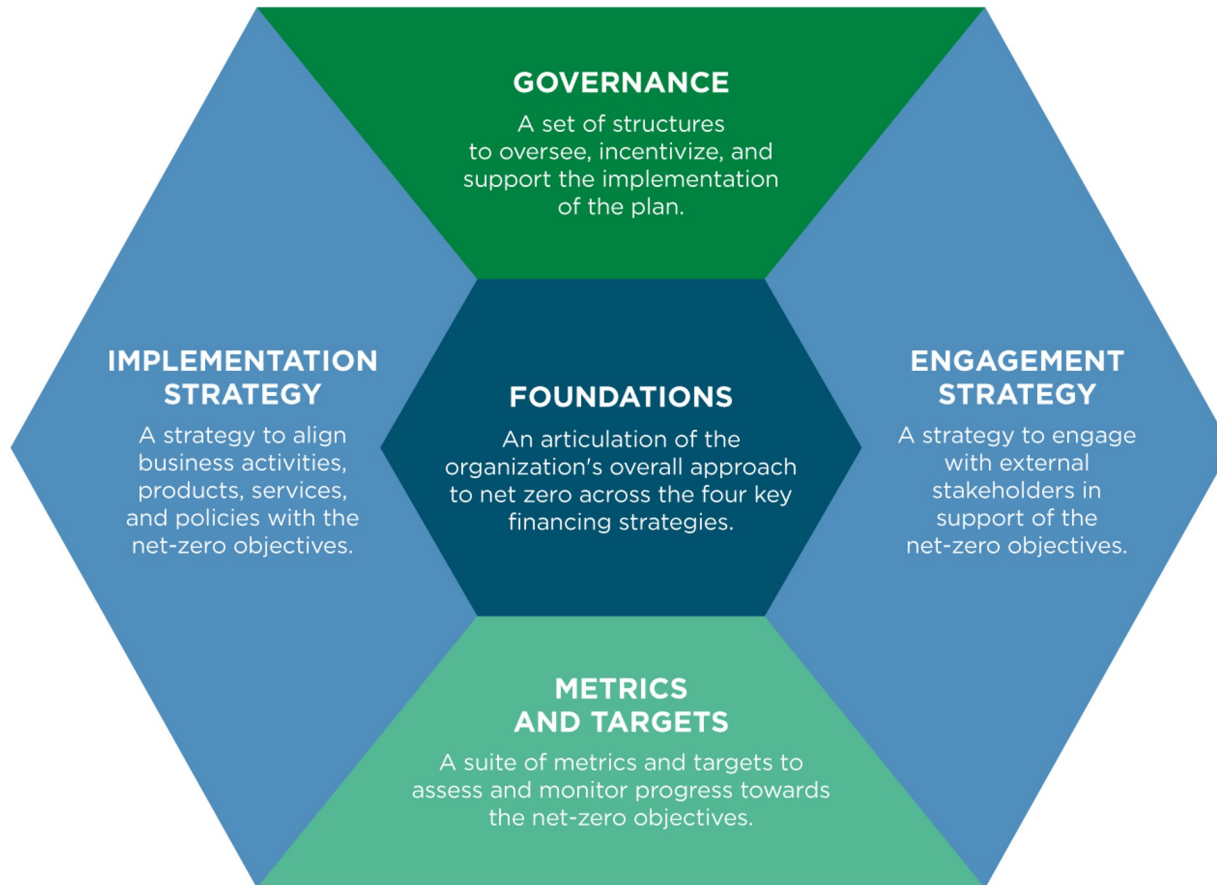 GOVERNANCE
A set of structures
to oversee, incentivize, and
support the implementation
of the plan.
IMPLEMENTATION
STRATEGY
A strategy to align
business activities,
products, services,
and policies with the
net-zero objectives.
FOUNDATIONS
An articulation of the
organization's overall approach
to net zero across the four key
financing strategies.
ENGAGEMENT
STRATEGY
A strategy to engage
with external
stakeholders in
support of the
net-zero objectives.
METRICS
AND TARGETS
A suite of metrics and targets to
assess and monitor progress towards
the net-zero objectives.